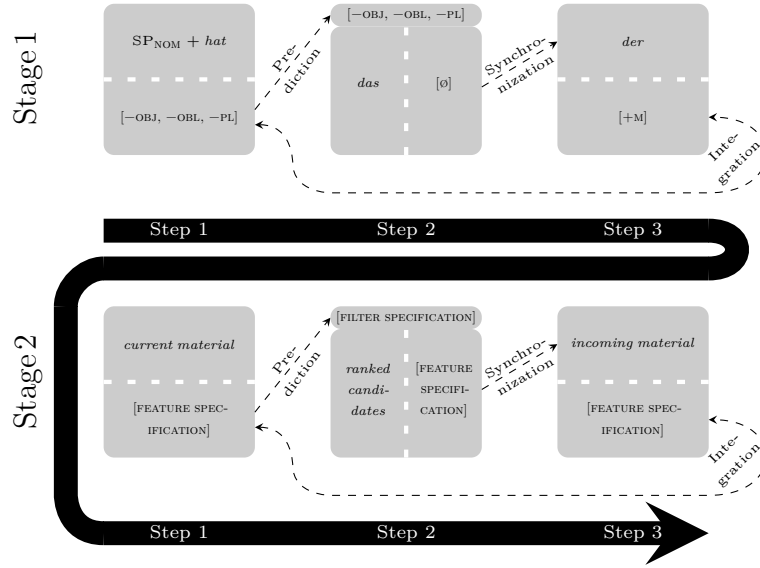 Stage 1
SP_NOM + hat
[−OBJ, −OBL, −PL]
Pre-
diction
[−OBJ, −OBL, −PL]
das
[Ø]
Synchro-
nization
der
[+M]
Inte-
gration
Step 1
Step 2
Step 3
Stage 2
current material
[FEATURE SPEC-
IFICATION]
Pre-
diction
[FILTER SPECIFICATION]
ranked
candi-
dates
[FEATURE
SPECIFI-
CATION]
Synchro-
nization
incoming material
[FEATURE SPEC-
IFICATION]
Inte-
gration
Step 1
Step 2
Step 3